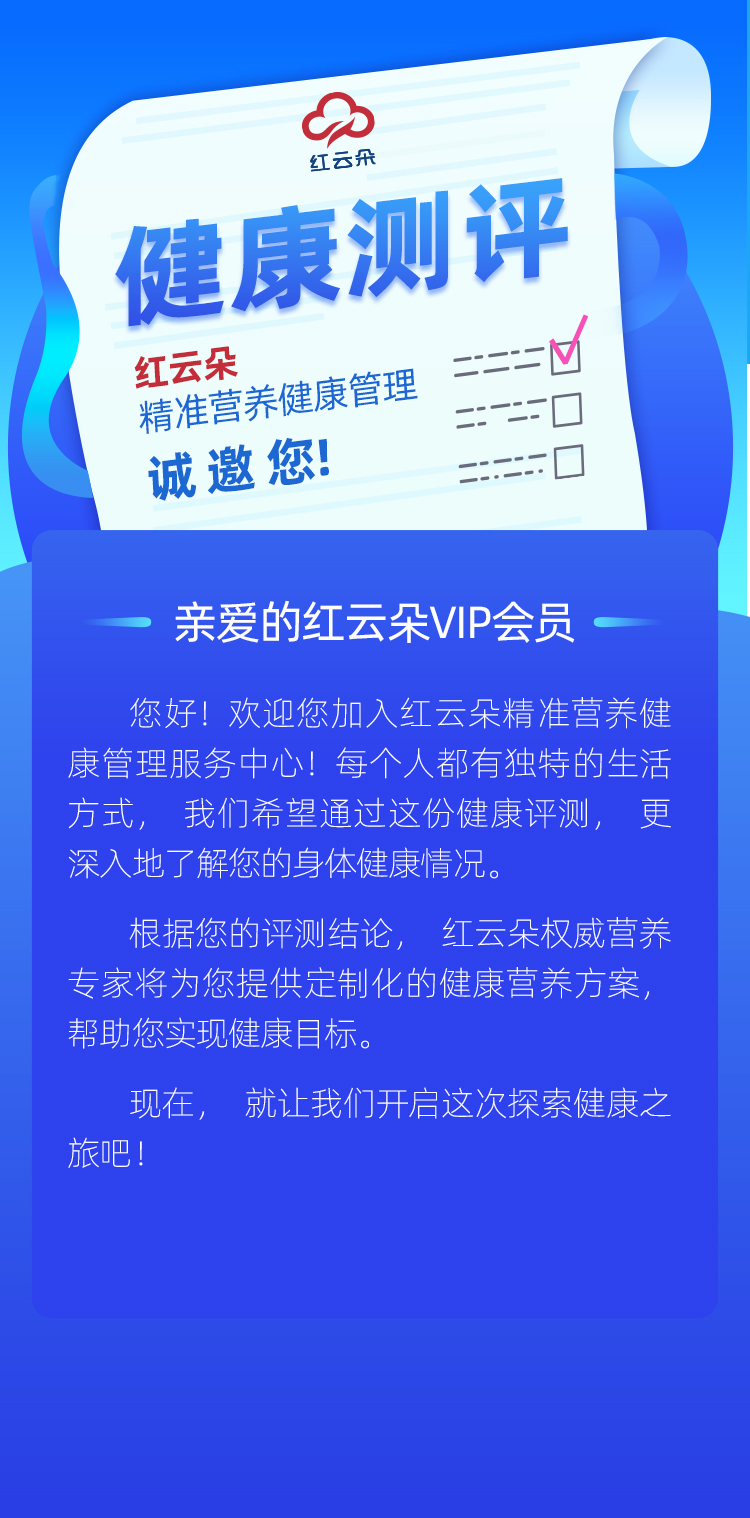 红云朵
健康测评
红云朵
精准营养健康管理
诚邀您!
亲爱的红云朵VIP会员
您好!欢迎您加入红云朵精准营养健
康管理服务中心!每个人都有独特的生活
方式, 我们希望通过这份健康评测, 更
深入地了解您的身体健康情况。
根据您的评测结论, 红云朵权威营养
专家将为您提供定制化的健康营养方案,
帮助您实现健康目标。
现在, 就让我们开启这次探索健康之
旅吧!